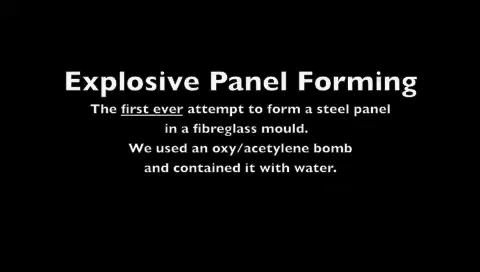 Explosive Panel Forming
The first ever attempt to form a steel panel
in a fibreglass mould.
We used an oxy/acetylene bomb
and contained it with water.